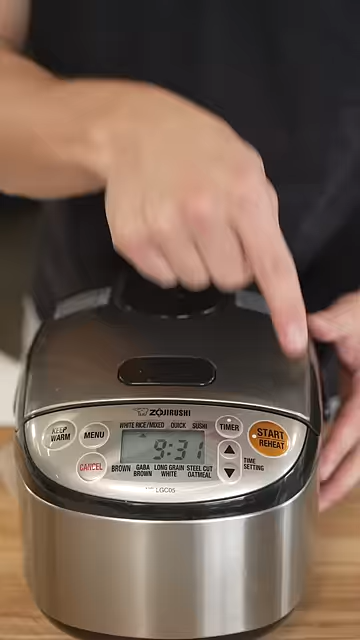 ZOJIRUSHI
WHITE RICE/MIXED QUICK SUSHI
KEEP WARM
MENU
CANCEL
9:31
TIMER
START
REHEAT
TIME SETTING
BROWN GABA BROWN LONG GRAIN WHITE STEEL CUT OATMEAL
LGC05